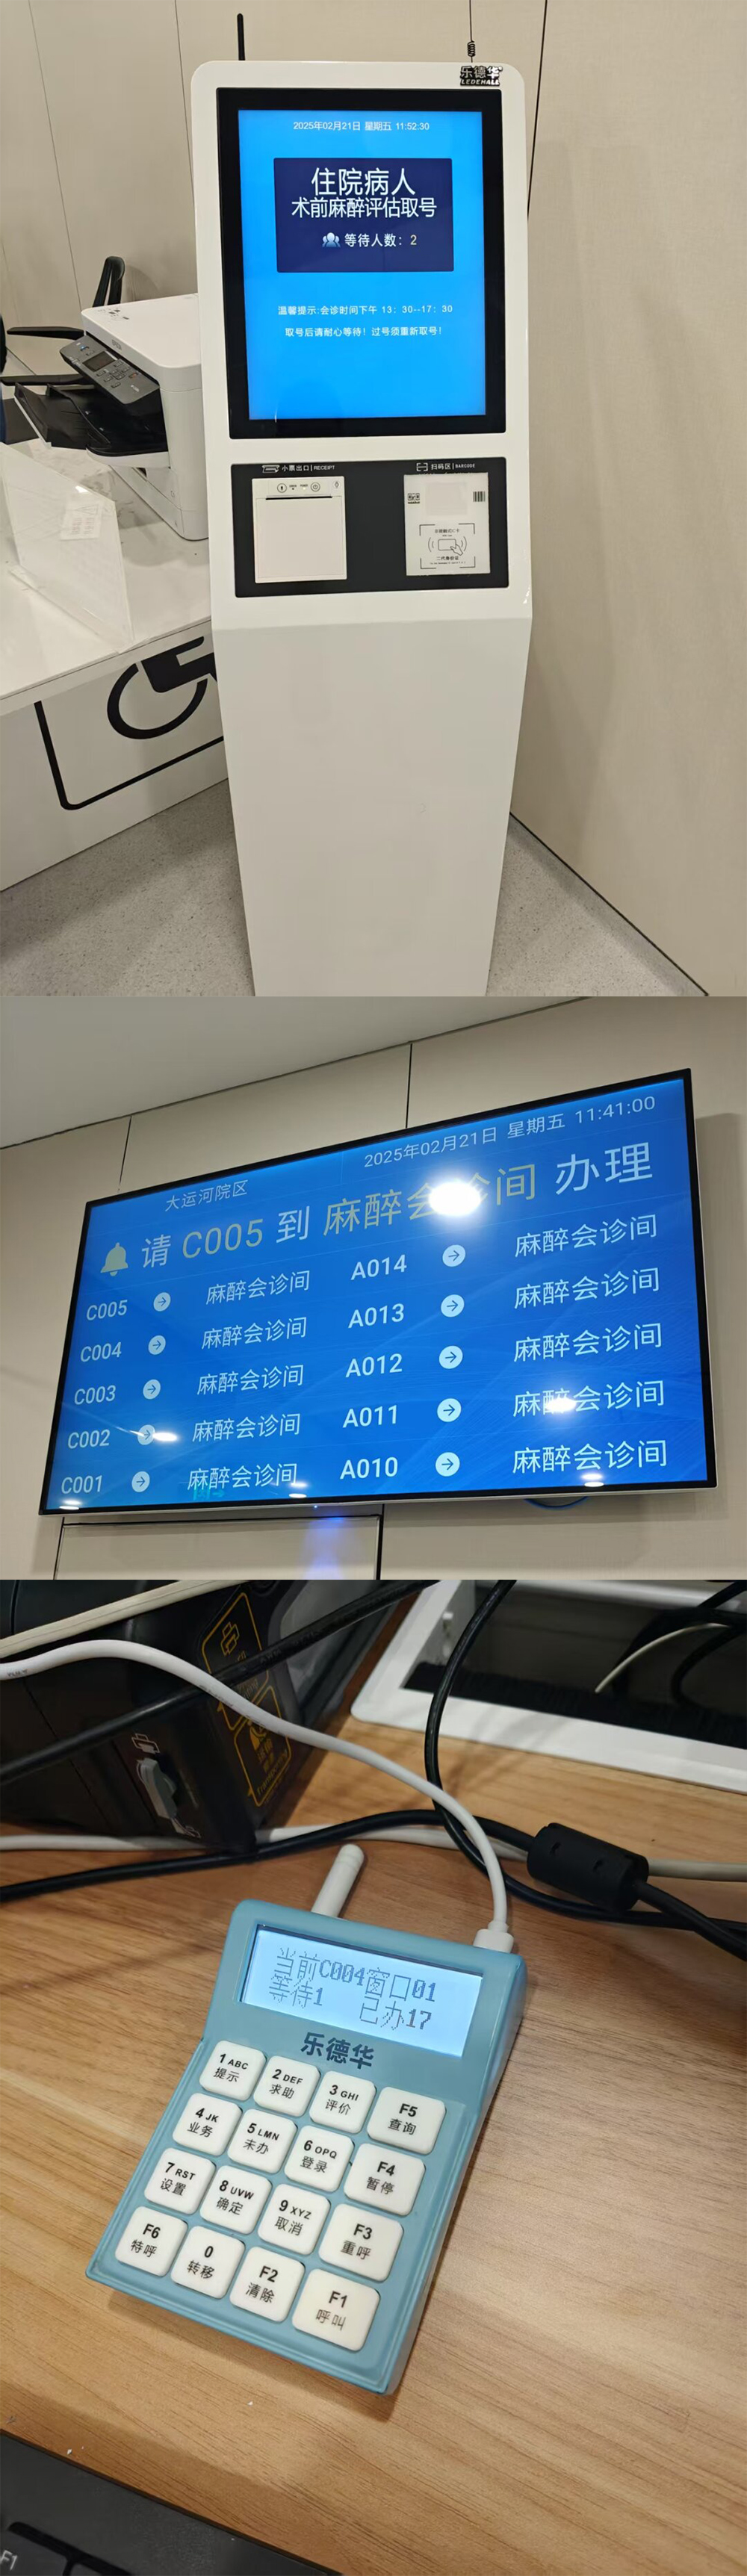 乐德华
LEDEHUA
2025年02月21日 星期五 11:52:30
住院病人
术前麻醉评估取号
等待人数：2
温馨提示:会诊时间下午 13：30--17：30
取号后请耐心等待！过号须重新取号！
小票出口 | RECEIPT
扫码区 | BARCODE
二代身份证
2025年02月21日 星期五 11:41:00
大运河院区
请 C005 到 麻醉会诊间 办理
C005 麻醉会诊间 A014 麻醉会诊间
C004 麻醉会诊间 A013 麻醉会诊间
C003 麻醉会诊间 A012 麻醉会诊间
C002 麻醉会诊间 A011 麻醉会诊间
C001 麻醉会诊间 A010 麻醉会诊间
当前C004窗口01
等待1 已办17
乐德华
1 ABC 提示 2 DEF 求助 3 GHI 评价 F5 查询
4 JK 业务 5 LMN 未办 6 OPQ 登录 F4 暂停
7 RST 设置 8 UVW 确定 9 XYZ 取消 F3 重呼
F6 特呼 0 转移 F2 清除 F1 呼叫
F1